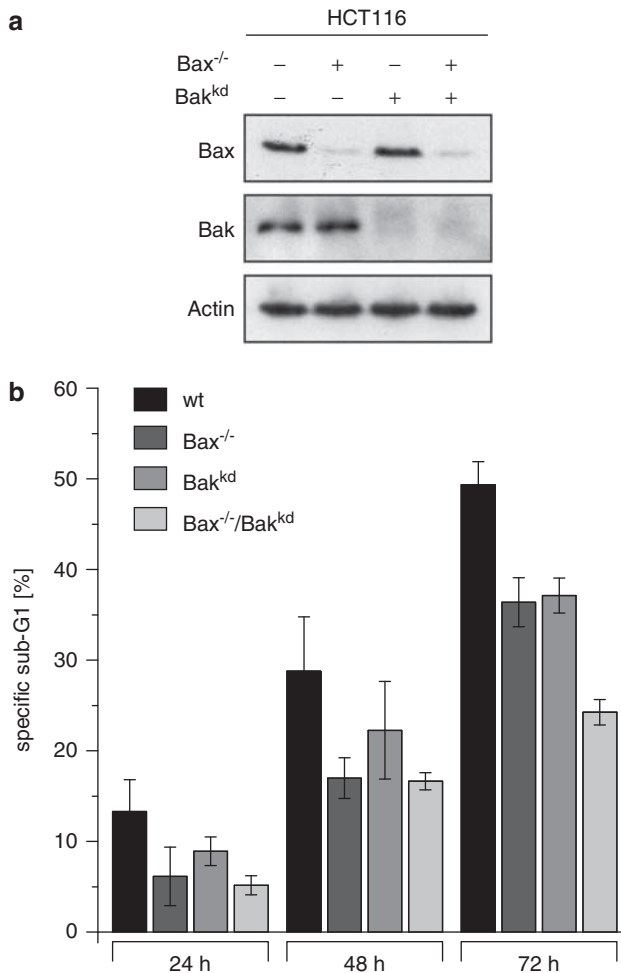 a
HCT116
Bax-/- − + − +
Bakkd − − + +
Bax
Bak
Actin
b
60
50
40
30
20
10
0
specific sub-G1 [%]
wt
Bax-/-
Bakkd
Bax-/-/Bakkd
24 h 48 h 72 h